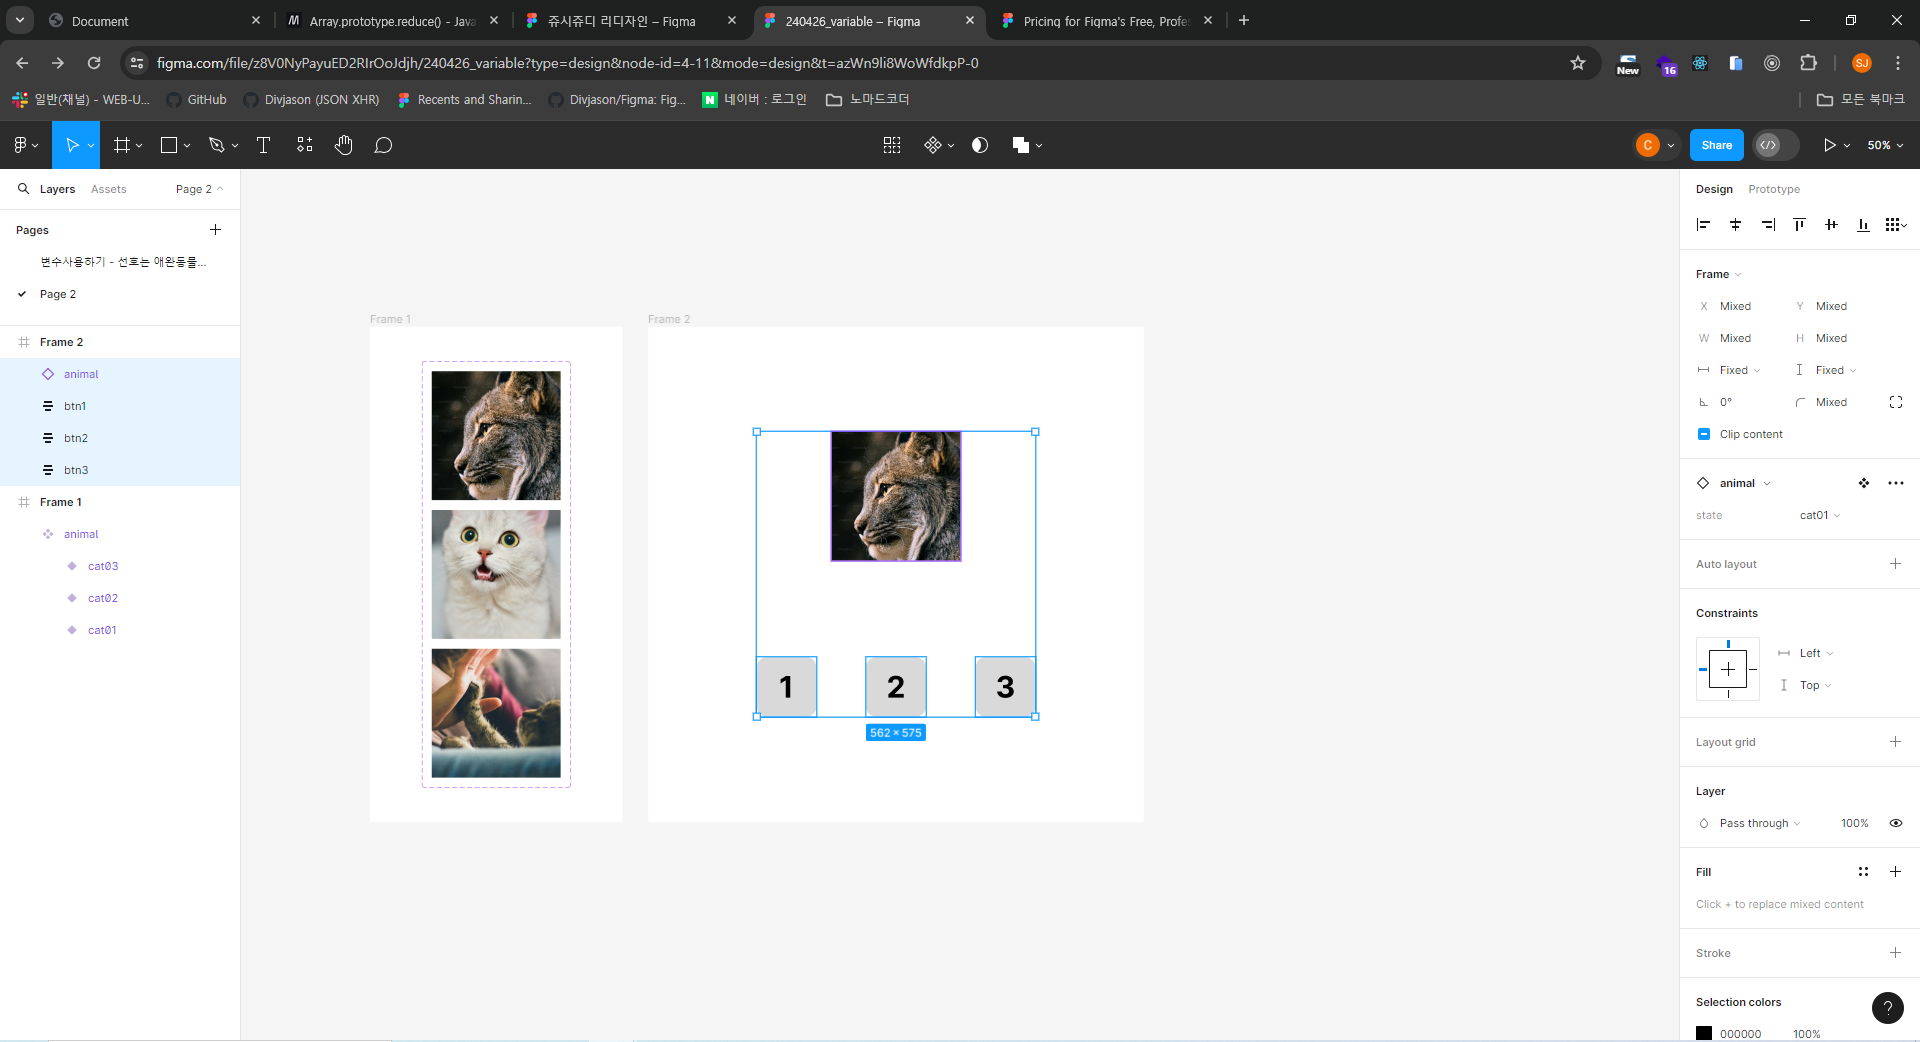 Document
Array.prototype.reduce() - Java
쥬시쥬디 리디자인 – Figma
240426_variable – Figma
Pricing for Figma's Free, Profes
figma.com/file/z8V0NyPayuED2RIrOoJdjh/240426_variable?type=design&node-id=4-11&mode=design&t=azWn9li8WoWfdkpP-0
New
16
SJ
일반(채널) - WEB-U...
GitHub
Divjason (JSON XHR)
Recents and Sharin...
Divjason/Figma: Fig...
N 네이버 : 로그인
노마드코더
모든 북마크
C
Share
50%
Layers
Assets
Page 2
Pages
변수사용하기 - 선호는 애완동물...
Page 2
Frame 2
animal
btn1
btn2
btn3
Frame 1
animal
cat03
cat02
cat01
Frame 1
Frame 2
1
2
3
562 × 575
Design
Prototype
Frame
X Mixed
Y Mixed
W Mixed
H Mixed
Fixed
Fixed
0°
Mixed
Clip content
animal
state
cat01
Auto layout
Constraints
Left
Top
Layout grid
Layer
Pass through
100%
Fill
Click + to replace mixed content
Stroke
Selection colors
?
000000
100%